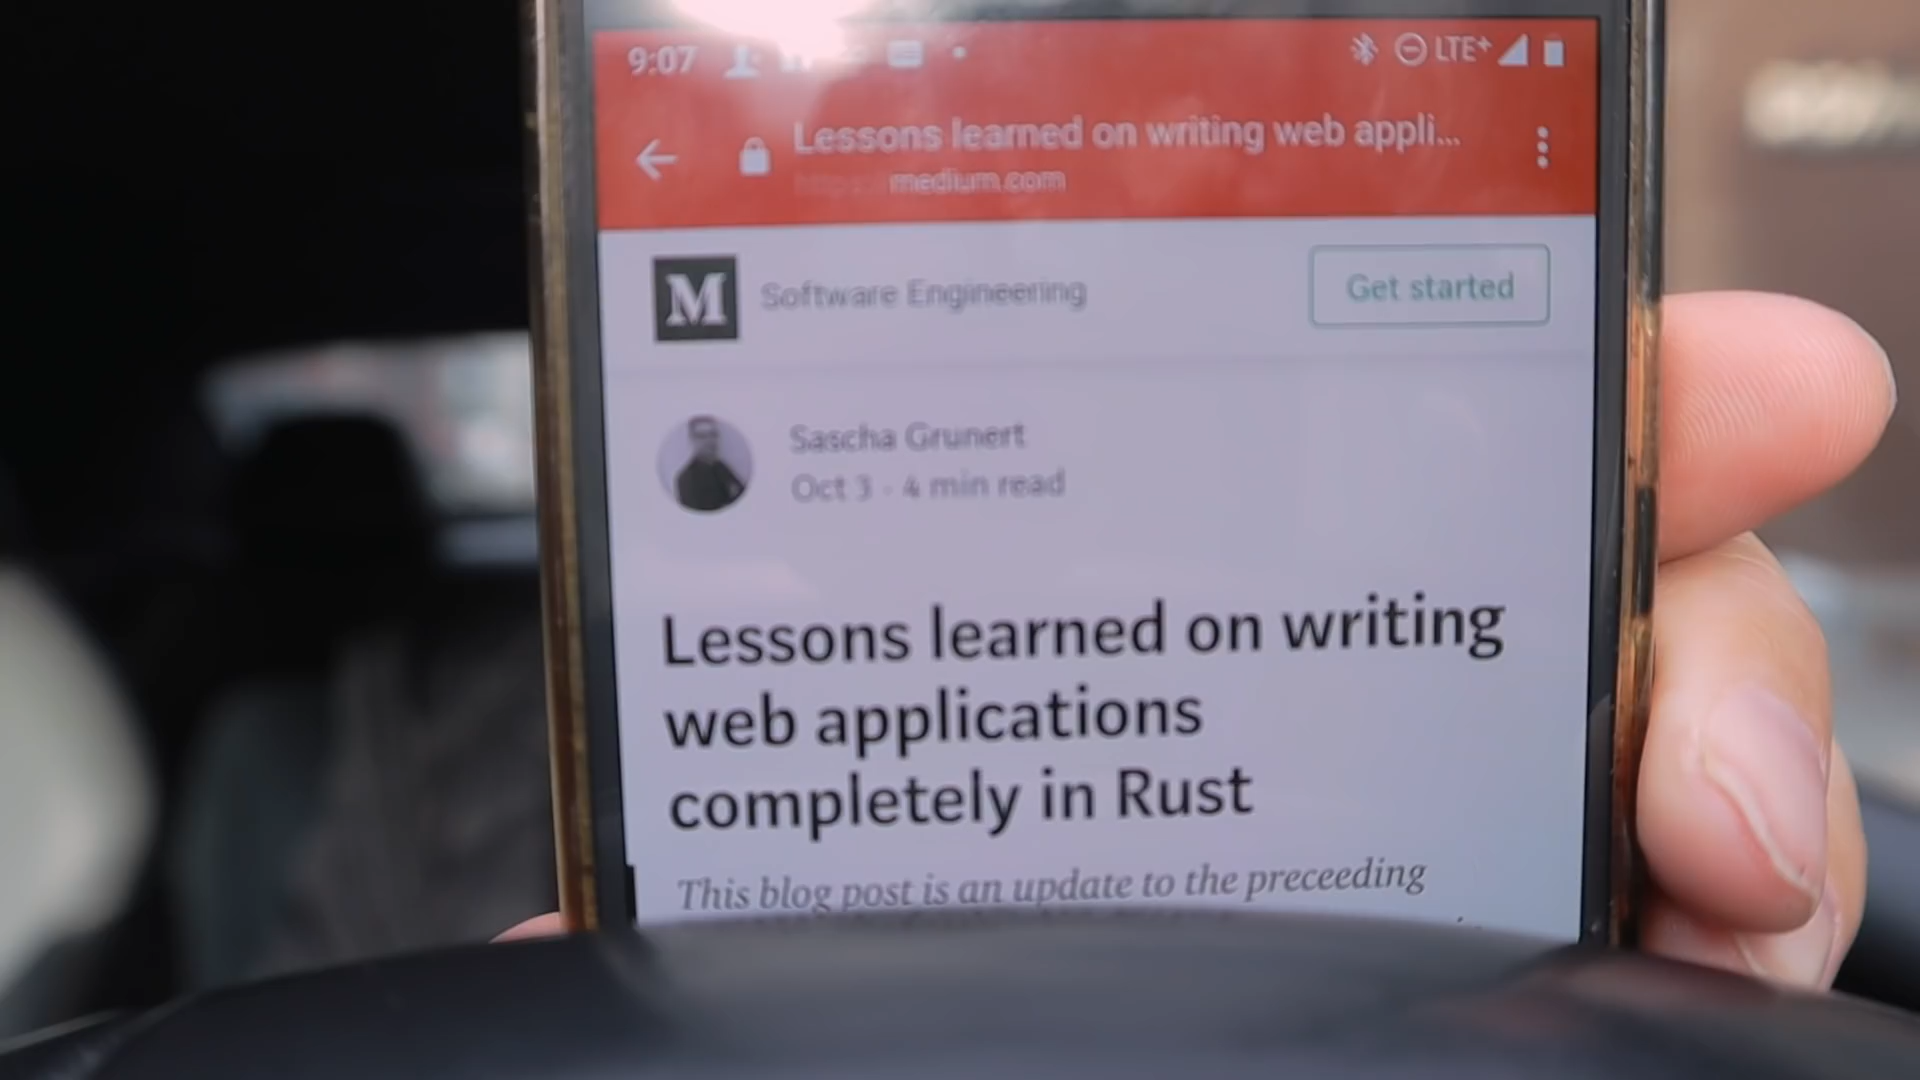 9:07 LTE+
Lessons learned on writing web appli...
medium.com
M Software Engineering Get started
Sascha Grunert
Oct 3 · 4 min read
Lessons learned on writing
web applications
completely in Rust
This blog post is an update to the preceeding